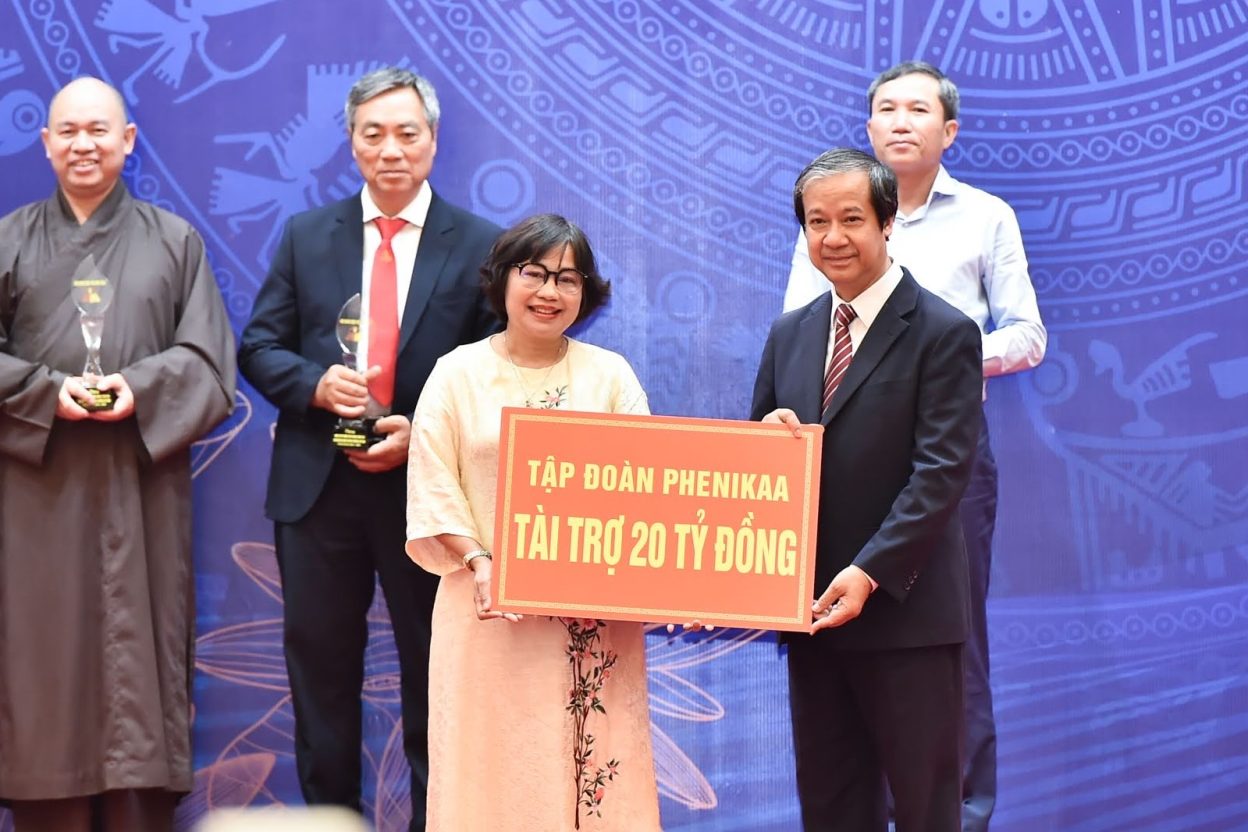 TẬP ĐOÀN PHENIKAA
TÀI TRỢ 20 TỶ ĐỒNG